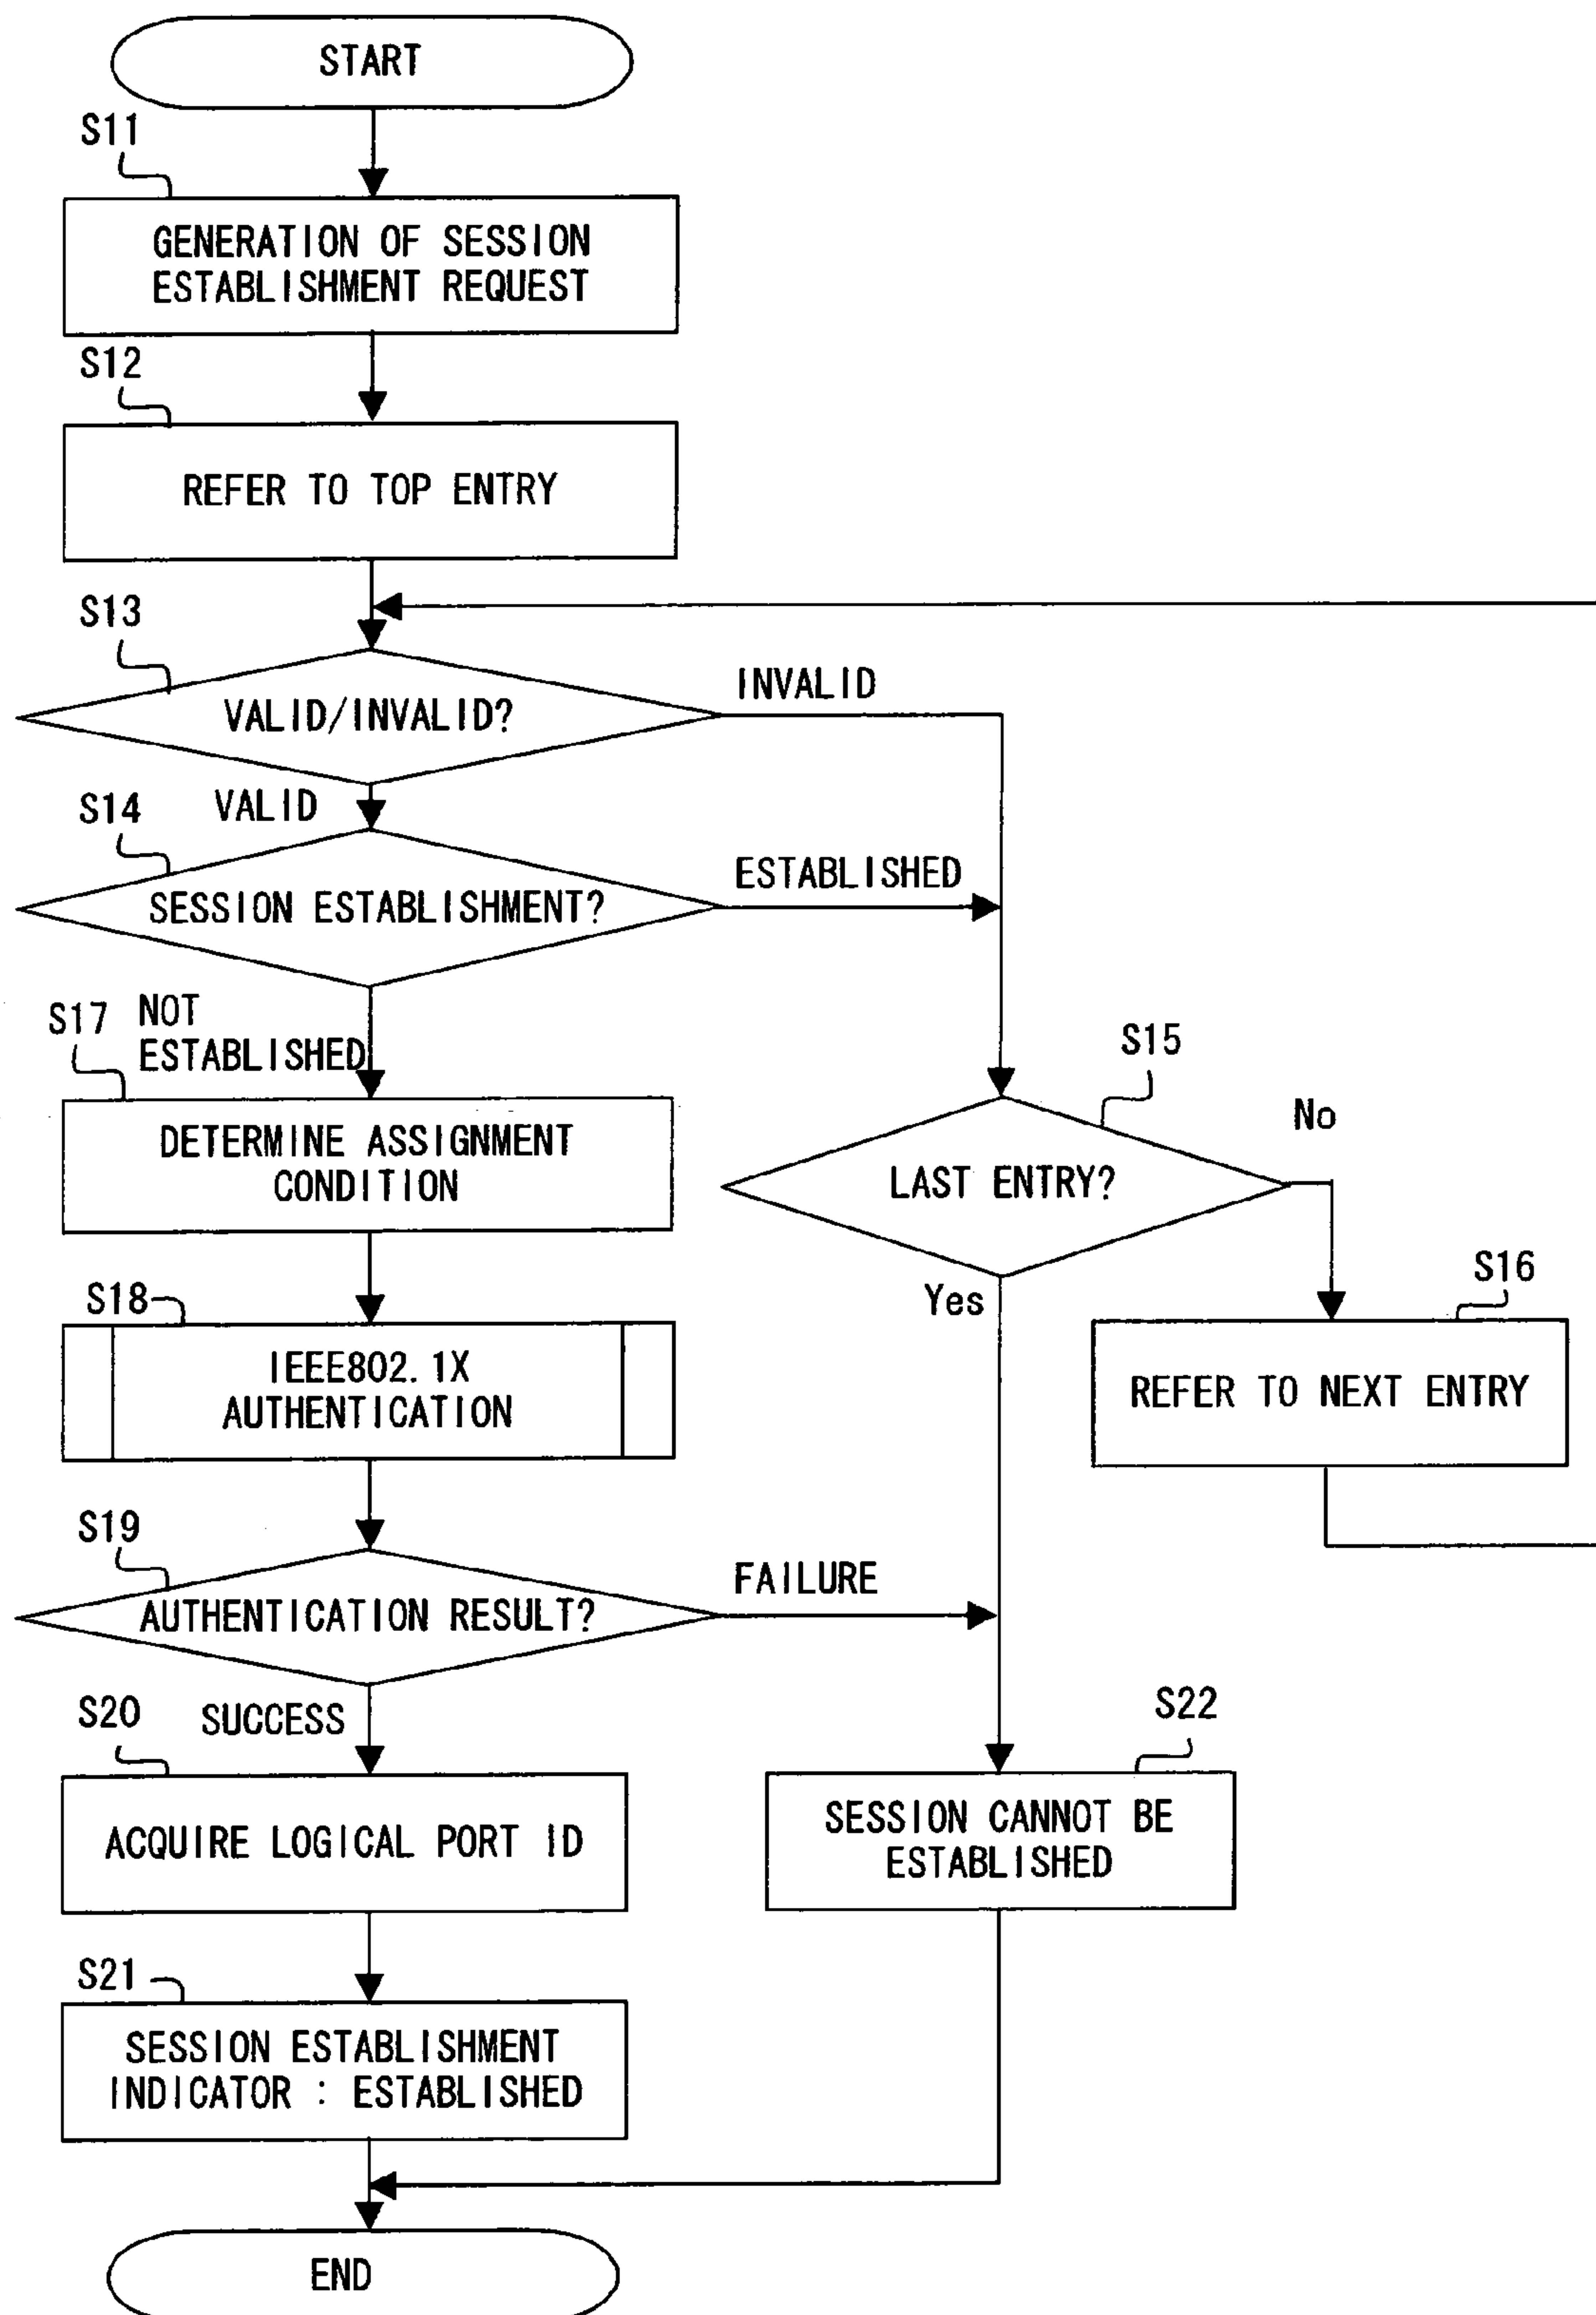 START
S11
GENERATION OF SESSION
ESTABLISHMENT REQUEST
S12
REFER TO TOP ENTRY
S13
VALID/INVALID?
INVALID
S14
VALID
SESSION ESTABLISHMENT?
ESTABLISHED
S17
NOT
ESTABLISHED
DETERMINE ASSIGNMENT
CONDITION
S15
LAST ENTRY?
No
Yes
S16
REFER TO NEXT ENTRY
S18
IEEE802.1X
AUTHENTICATION
S19
AUTHENTICATION RESULT?
FAILURE
S20
SUCCESS
ACQUIRE LOGICAL PORT ID
S22
SESSION CANNOT BE
ESTABLISHED
S21
SESSION ESTABLISHMENT
INDICATOR : ESTABLISHED
END